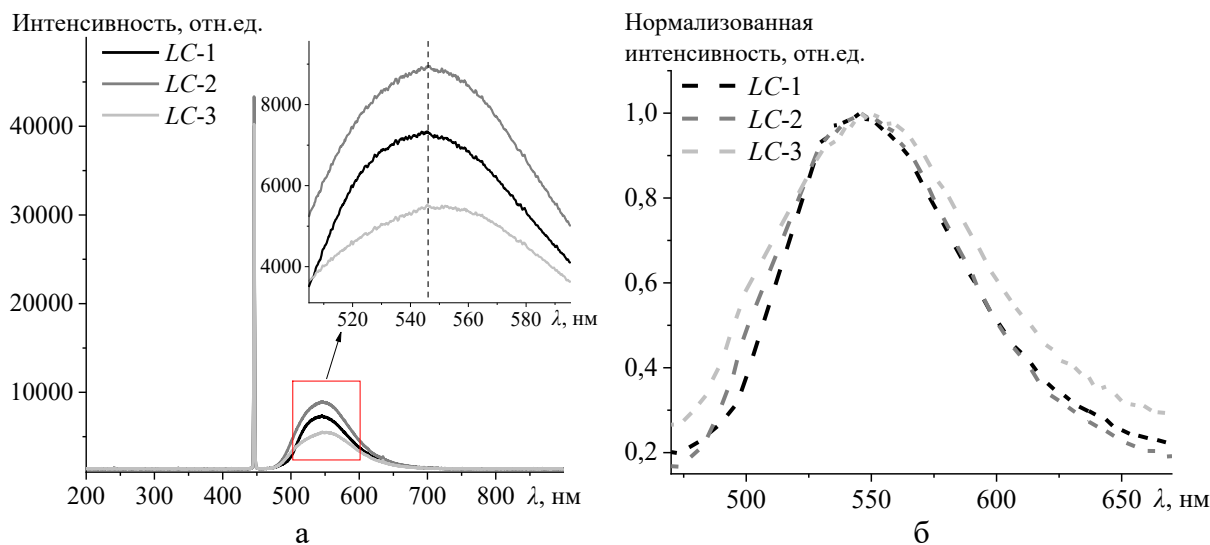 Интенсивность, отн.ед.
LC-1
LC-2
LC-3
40000
30000
20000
10000
200 300 400 500 600 700 800 λ, нм
8000
6000
4000
520 540 560 580 λ, нм
а
Нормализованная
интенсивность, отн.ед.
LC-1
LC-2
LC-3
1,0
0,8
0,6
0,4
0,2
500 550 600 650 λ, нм
б